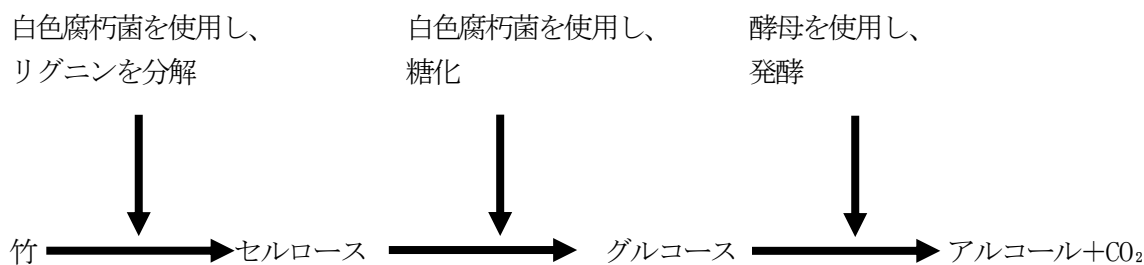 白色腐朽菌を使用し、
リグニンを分解
白色腐朽菌を使用し、
糖化
酵母を使用し、
発酵
竹 セルロース グルコース アルコール+CO₂